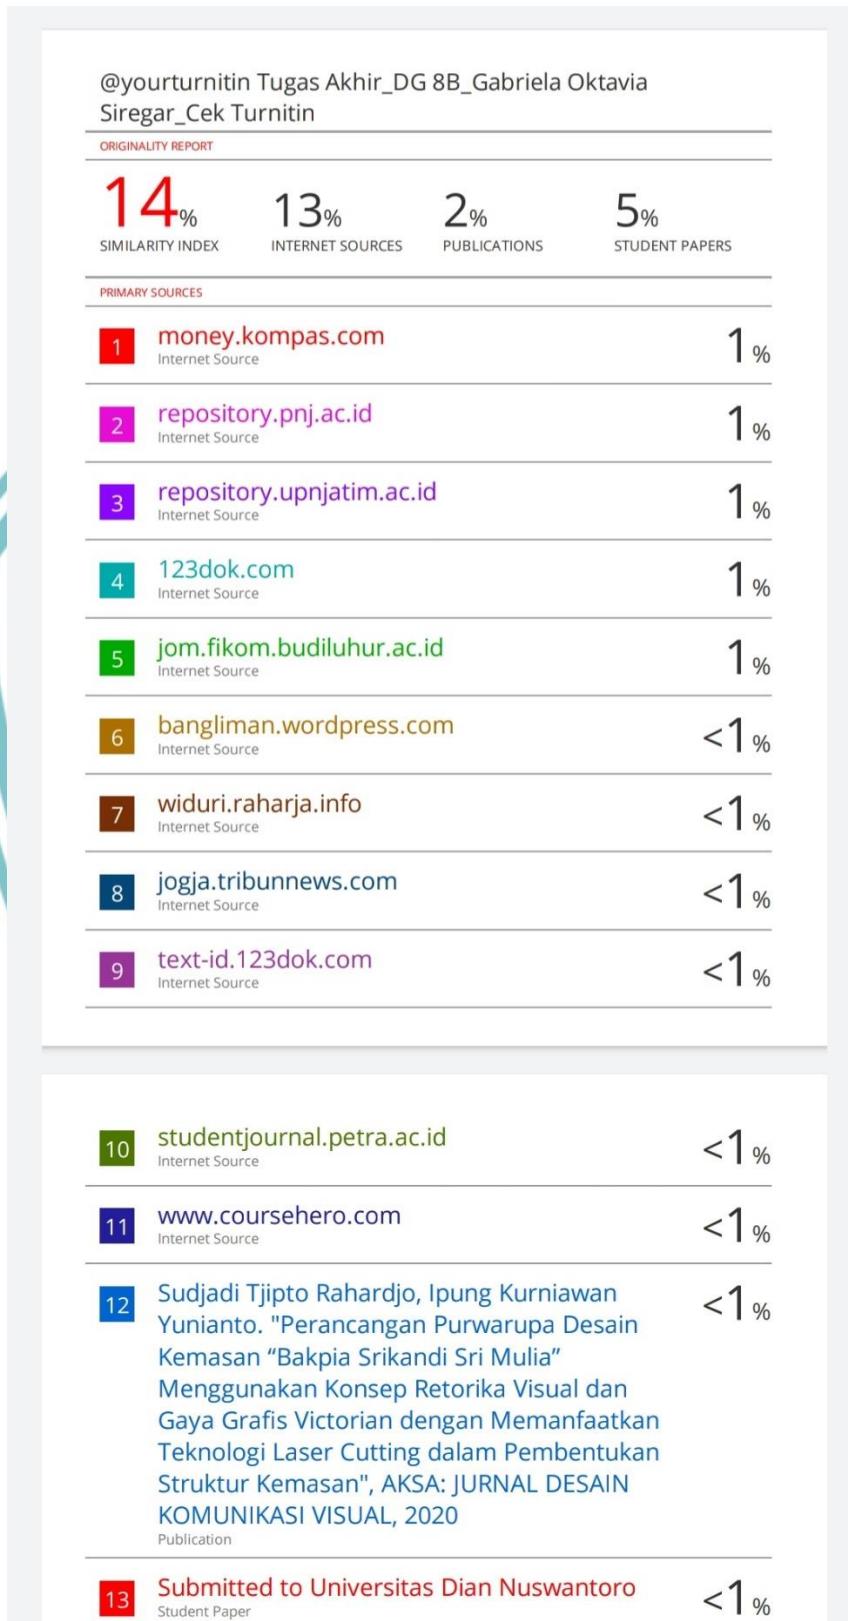 @yourturnitin Tugas Akhir_DG 8B_Gabriela Oktavia
Siregar_Cek Turnitin
ORIGINALITY REPORT
14% 13% 2% 5%
SIMILARITY INDEX INTERNET SOURCES PUBLICATIONS STUDENT PAPERS
PRIMARY SOURCES
1 money.kompas.com 1%
Internet Source
2 repository.pnj.ac.id 1%
Internet Source
3 repository.upnjatim.ac.id 1%
Internet Source
4 123dok.com 1%
Internet Source
5 jom.fikom.budiluhur.ac.id 1%
Internet Source
6 bangliman.wordpress.com <1%
Internet Source
7 widuri.raharja.info <1%
Internet Source
8 jogja.tribunnews.com <1%
Internet Source
9 text-id.123dok.com <1%
Internet Source
10 studentjournal.petra.ac.id <1%
Internet Source
11 www.coursehero.com <1%
Internet Source
12 Sudjadi Tjipto Rahardjo, Ipung Kurniawan <1%
Yunianto. "Perancangan Purwarupa Desain
Kemasan “Bakpia Srikandi Sri Mulia”
Menggunakan Konsep Retorika Visual dan
Gaya Grafis Victorian dengan Memanfaatkan
Teknologi Laser Cutting dalam Pembentukan
Struktur Kemasan", AKSA: JURNAL DESAIN
KOMUNIKASI VISUAL, 2020
Publication
13 Submitted to Universitas Dian Nuswantoro <1%
Student Paper